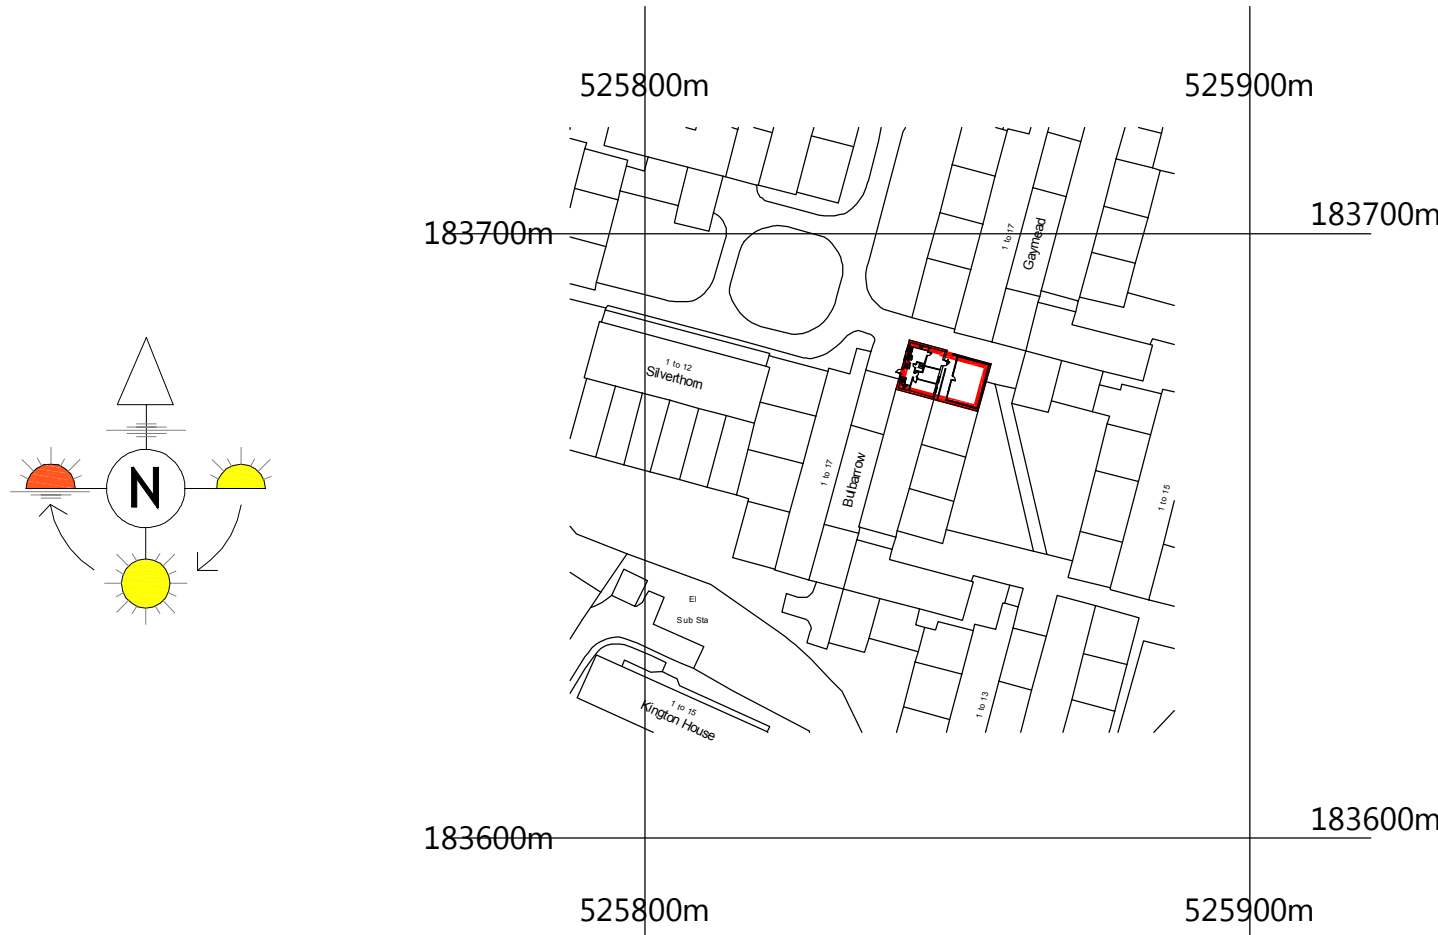 525800m
525900m
183700m
183700m
1 to 17
Gaymead
1 to 12
Silverthorn
1 to 17
Bulbarrow
1 to 15
N
El
Sub Sta
1 to 15
Kington House
1 to 13
183600m
183600m
525800m
525900m